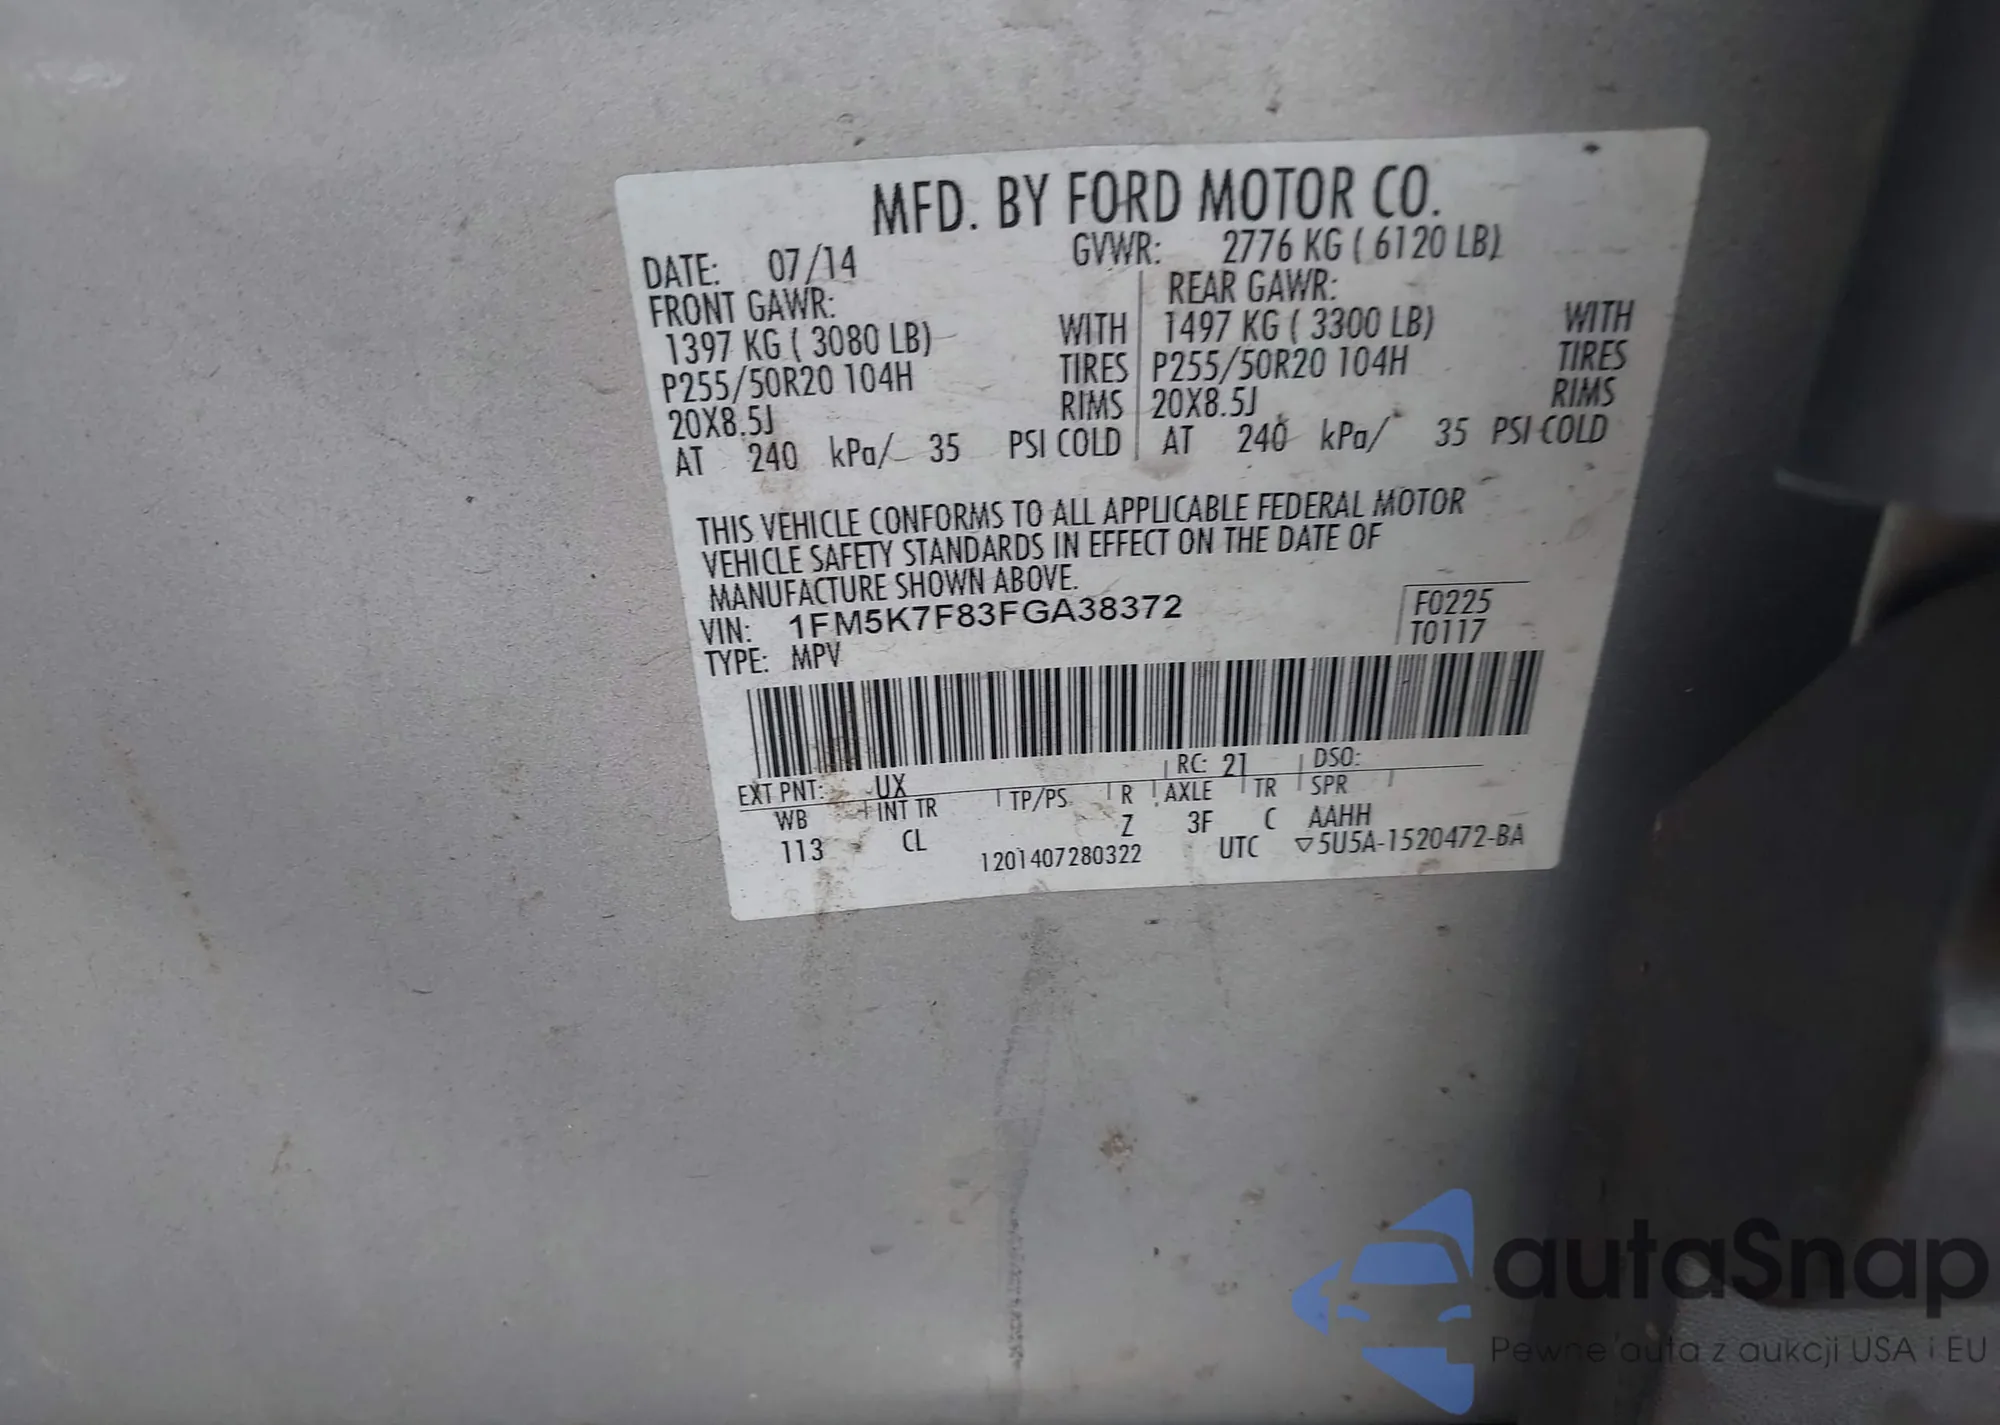 MFD. BY FORD MOTOR CO.
DATE: 07/14 GVWR: 2776 KG ( 6120 LB)
FRONT GAWR: REAR GAWR:
1397 KG ( 3080 LB) WITH 1497 KG ( 3300 LB) WITH
P255/50R20 104H TIRES P255/50R20 104H TIRES
20X8.5J RIMS 20X8.5J RIMS
AT 240 kPa/ 35 PSI COLD AT 240 kPa/ 35 PSI COLD
THIS VEHICLE CONFORMS TO ALL APPLICABLE FEDERAL MOTOR
VEHICLE SAFETY STANDARDS IN EFFECT ON THE DATE OF
MANUFACTURE SHOWN ABOVE.
VIN: 1FM5K7F83FGA38372 F0225
TYPE: MPV T0117
EXT PNT: UX RC: 21 DSO:
WB INT TR TP/PS R AXLE TR SPR
113 CL Z 3F C AAHH
1201407280322 UTC ▽5U5A-1520472-BA
autaSnap
Pewne auta z aukcji USA i EU